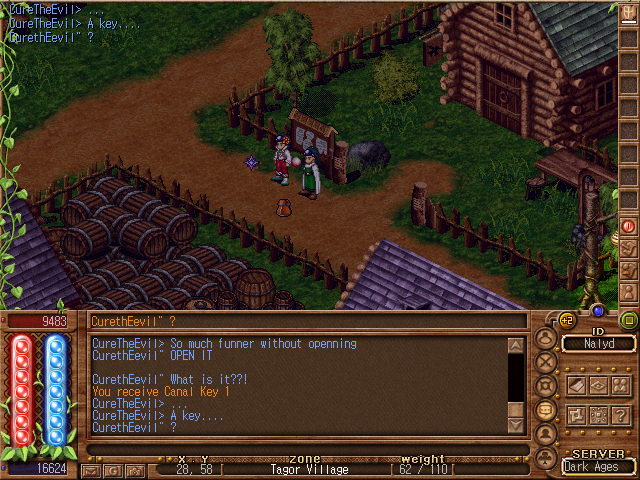 CureTheEvil> ...
CureTheEvil> A key....
CurethEevil" ?
9483
CurethEevil" ?
CureTheEvil> So much funner without openning
CurethEevil" OPEN IT
CurethEevil" What is it??!
You receive Canal Key 1
CureTheEvil> ...
CureTheEvil> A key....
CurethEevil" ?
+2
ID
Nalyd
?
SERVER
Dark Ages
16624
G
x y zone weight
28, 58 [ Tagor Village [ 62 / 110 [